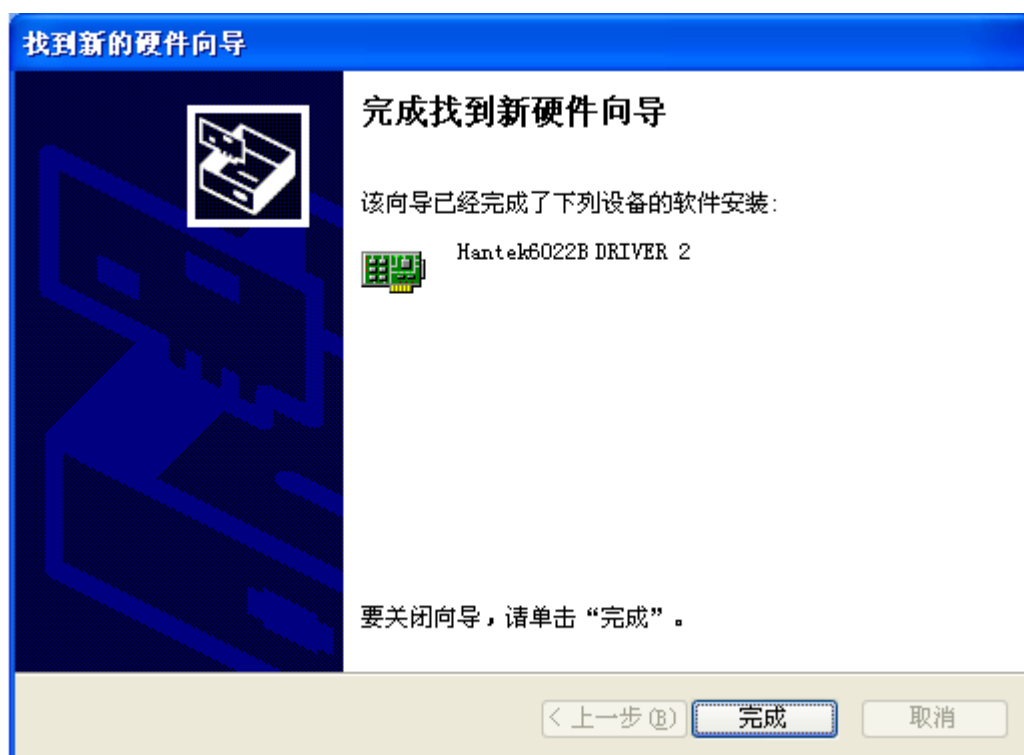 找到新的硬件向导
完成找到新硬件向导
该向导已经完成了下列设备的软件安装:
Hantek6022B DRIVER 2
要关闭向导，请单击“完成”。
< 上一步(B)
完成
取消